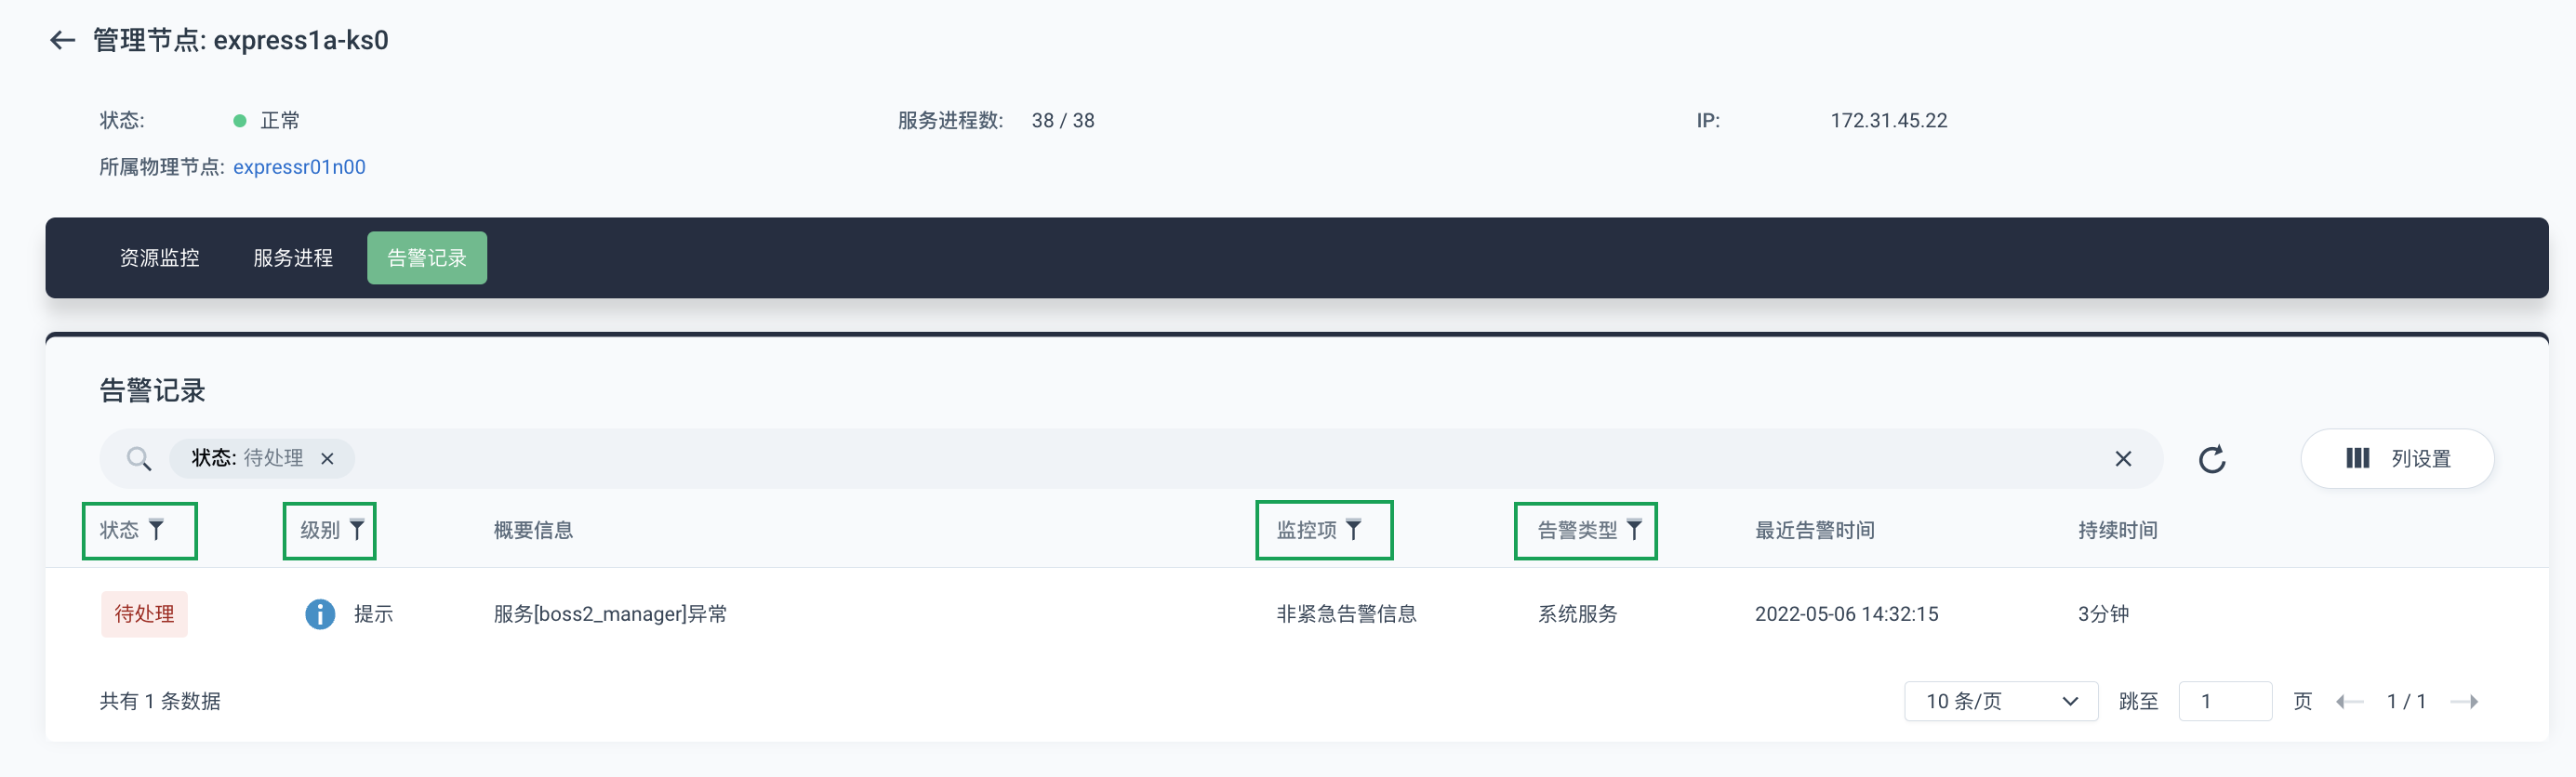 管理节点: express1a-ks0
状态: 正常 服务进程数: 38 / 38 IP: 172.31.45.22
所属物理节点: expressr01n00
资源监控 服务进程 告警记录
告警记录
状态: 待处理 列设置
状态 级别 概要信息 监控项 告警类型 最近告警时间 持续时间
待处理 提示 服务[boss2_manager]异常 非紧急告警信息 系统服务 2022-05-06 14:32:15 3分钟
共有 1 条数据 10 条/页 跳至 1 页 1 / 1